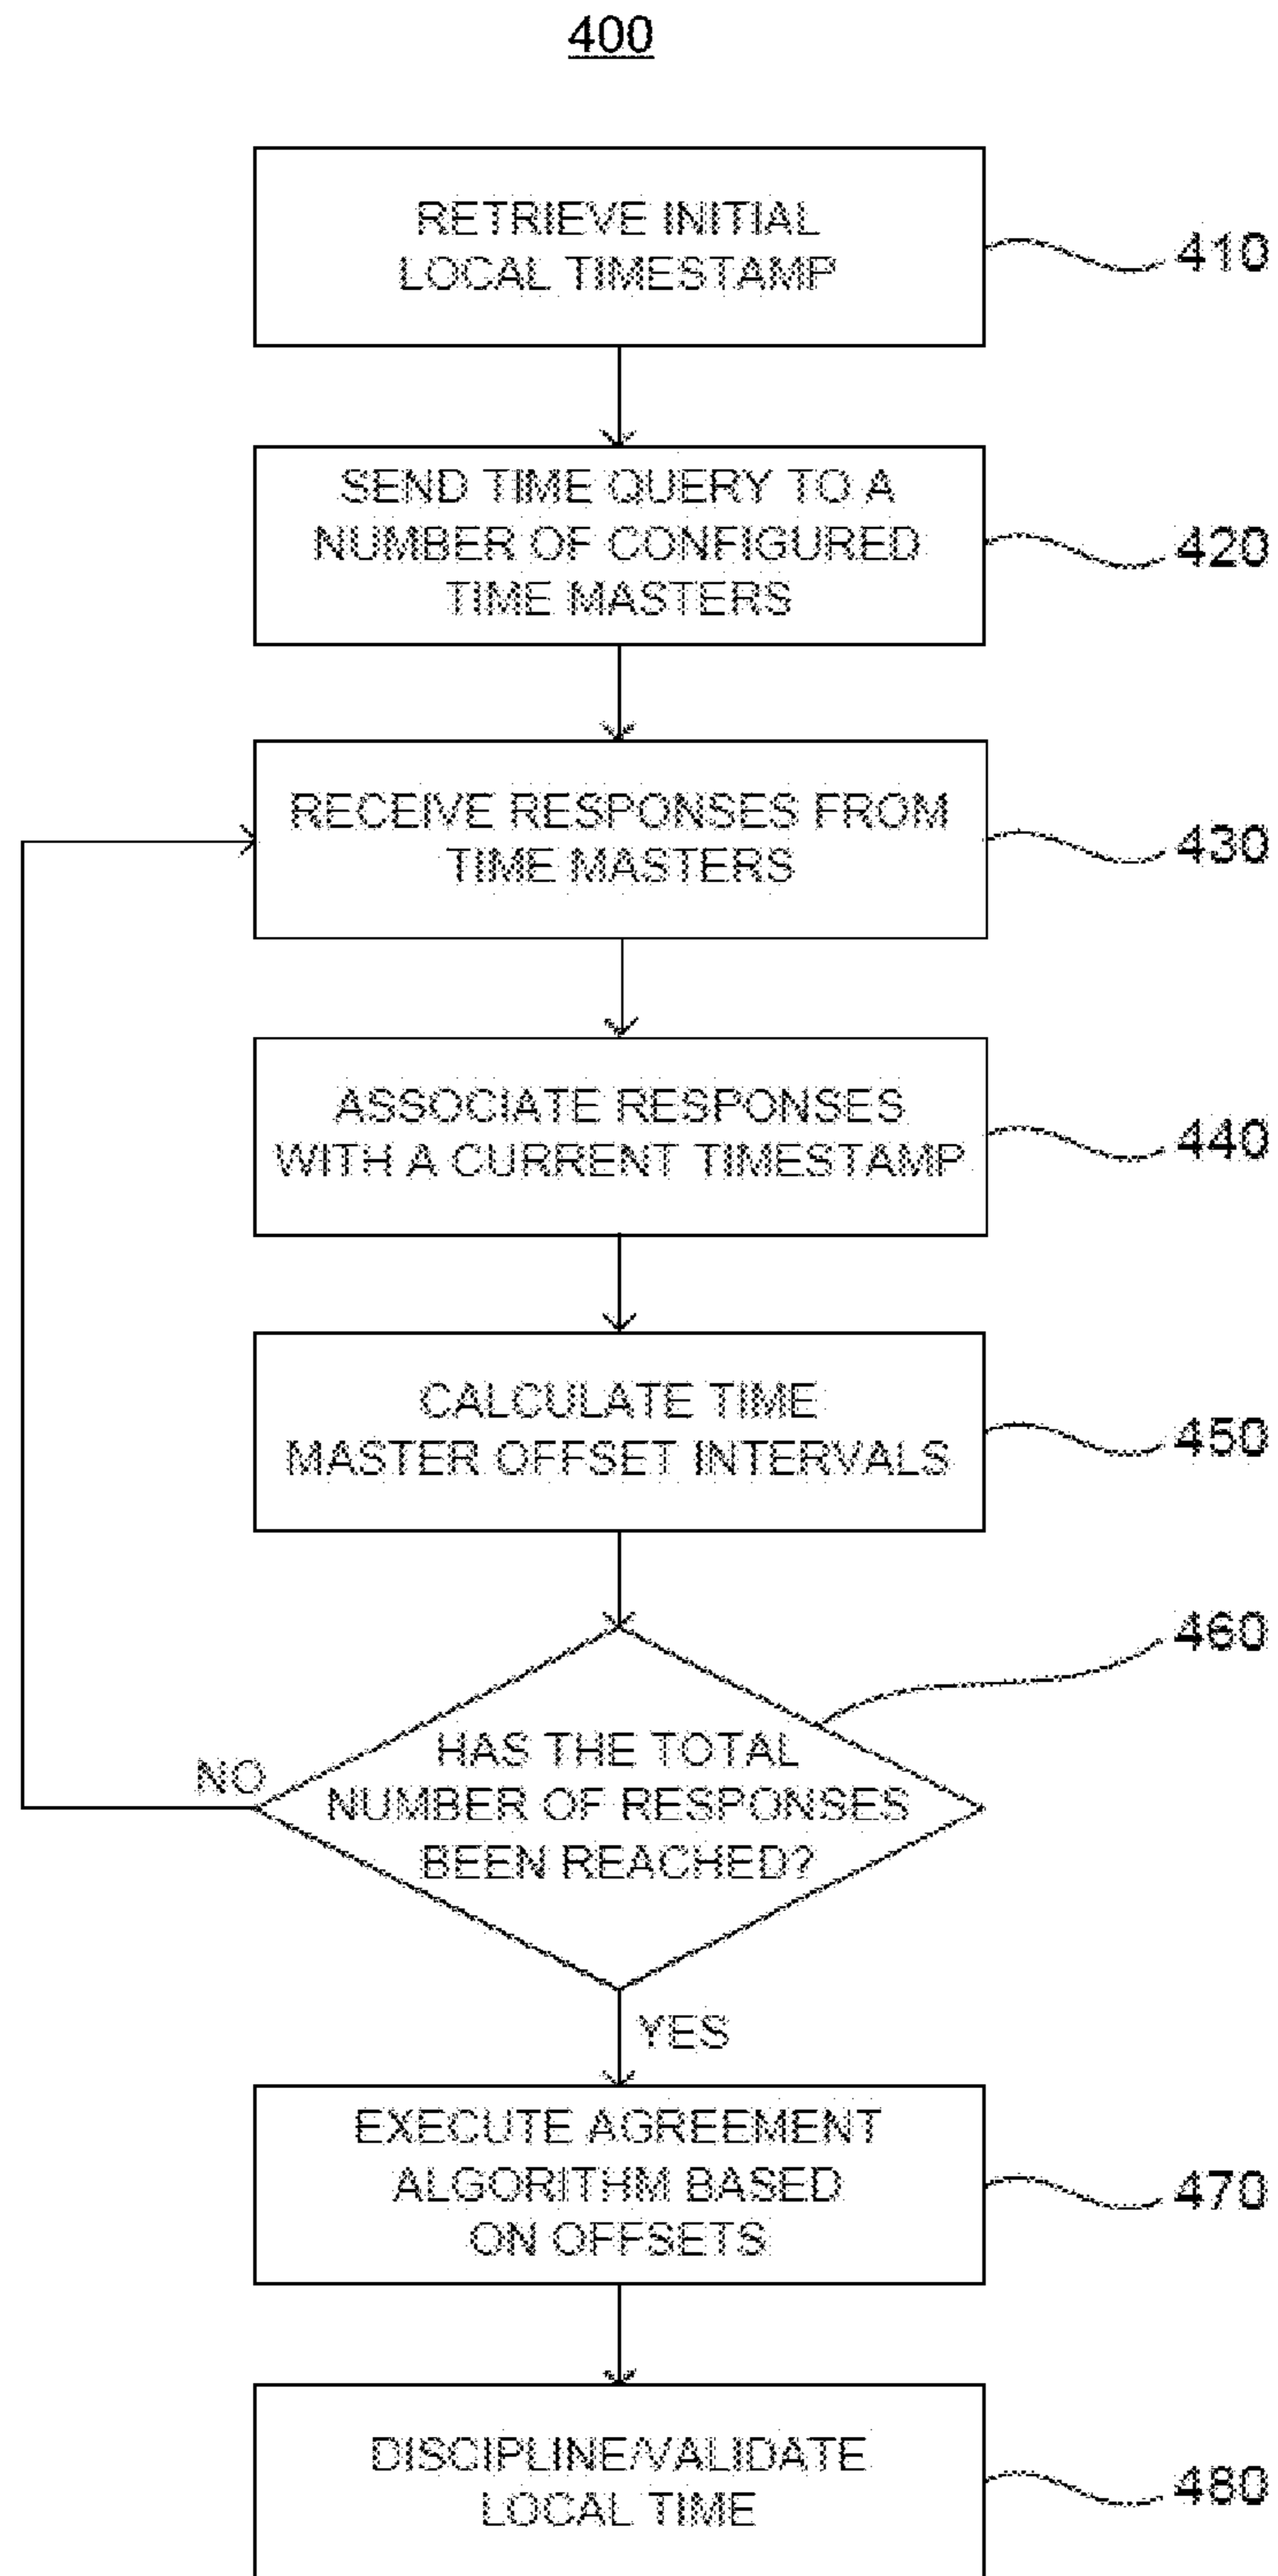 400
RETRIEVE INITIAL
LOCAL TIMESTAMP
410
SEND TIME QUERY TO A
NUMBER OF CONFIGURED
TIME MASTERS
420
RECEIVE RESPONSES FROM
TIME MASTERS
430
ASSOCIATE RESPONSES
WITH A CURRENT TIMESTAMP
440
CALCULATE TIME
MASTER OFFSET INTERVALS
450
460
HAS THE TOTAL
NUMBER OF RESPONSES
BEEN REACHED?
NO
YES
EXECUTE AGREEMENT
ALGORITHM BASED
ON OFFSETS
470
DISCIPLINE/VALIDATE
LOCAL TIME
480